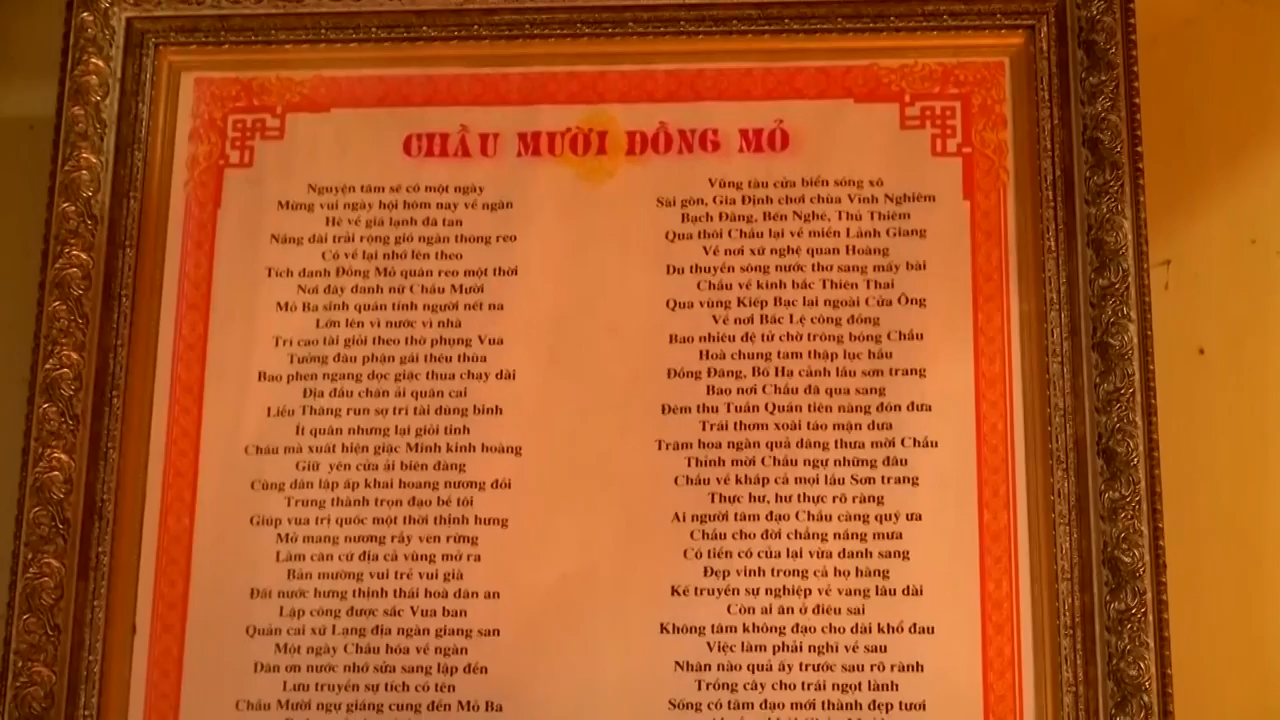 CHẦU MƯỜI ĐỒNG MỎ
Nguyện tâm sẽ có một ngày
Mừng vui ngày hội hôm nay về ngàn
Hè về giá lạnh đã tan
Nắng dài trải rộng gió ngàn thông reo
Cỏ về lại nhớ lên theo
Tích danh Đồng Mỏ quân reo một thời
Nơi đây danh nữ Chầu Mười
Mỏ Ba sinh quán tính người nết na
Lớn lên vì nước vì nhà
Trí cao tài giỏi theo thờ phụng Vua
Tưởng đâu phận gái thêu thùa
Bao phen ngang dọc giặc thua chạy dài
Địa đầu chấn ải quân cai
Liễu Thăng run sợ trí tài dùng binh
Ít quân nhưng lại giỏi tinh
Chầu mà xuất hiện giặc Minh kinh hoàng
Giữ yên cửa ải biên đàng
Cùng dân lập ấp khai hoang nương đồi
Trung thành trọn đạo bề tôi
Giúp vua trị quốc một thời thịnh hưng
Mở mang nương rẫy ven rừng
Làm căn cứ địa cả vùng mở ra
Bản mường vui trẻ vui già
Đất nước hưng thịnh thái hoà dân an
Lập công được sắc Vua ban
Quản cai xứ Lạng địa ngàn giang san
Một ngày Chầu hóa về ngàn
Dân ơn nước nhớ sửa sang lập đền
Lưu truyền sự tích có tên
Chầu Mười ngự giáng cung đền Mỏ Ba
Vũng tàu cửa biển sóng xô
Sài gòn, Gia Định chơi chùa Vĩnh Nghiêm
Bạch Đằng, Bến Nghé, Thủ Thiêm
Qua thôi Chầu lại về miền Lảnh Giang
Về nơi xứ nghệ quan Hoàng
Du thuyền sông nước thơ sang mấy bài
Chầu về kinh bắc Thiên Thai
Qua vùng Kiếp Bạc lại ngoài Cửa Ông
Về nơi Bắc Lệ công đồng
Bao nhiêu đệ tử chờ trông bóng Chầu
Hoà chung tam thập lục hầu
Đồng Đăng, Bố Hạ cảnh lầu sơn trang
Bao nơi Chầu đã qua sang
Đêm thu Tuần Quán tiên nàng đón đưa
Trái thơm xoài táo mận dưa
Trăm hoa ngàn quả dâng thưa mời Chầu
Thỉnh mời Chầu ngự những đâu
Chầu về khắp cả mọi lầu Sơn trang
Thực hư, hư thực rõ ràng
Ai người tâm đạo Chầu càng quý ưa
Chầu cho đời chẳng nắng mưa
Có tiền có của lại vừa danh sang
Đẹp vinh trong cả họ hàng
Kế truyền sự nghiệp vẻ vang lâu dài
Còn ai ăn ở điêu sai
Không tâm không đạo cho dài khổ đau
Việc làm phải nghĩ về sau
Nhân nào quả ấy trước sau rõ rành
Trồng cây cho trái ngọt lành
Sống có tâm đạo mới thành đẹp tươi